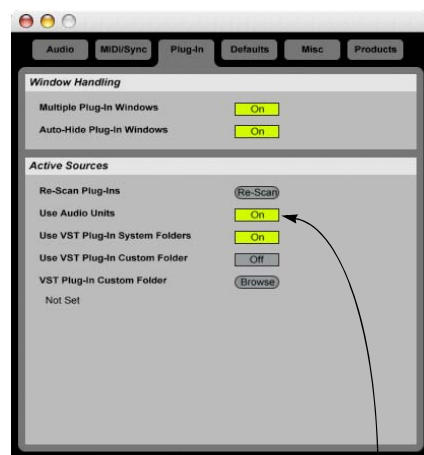 Audio MIDI/Sync Plug-In Defaults Misc Products
Window Handling
Multiple Plug-In Windows On
Auto-Hide Plug-In Windows On
Active Sources
Re-Scan Plug-Ins Re-Scan
Use Audio Units On
Use VST Plug-In System Folders On
Use VST Plug-In Custom Folder Off
VST Plug-In Custom Folder Browse
Not Set